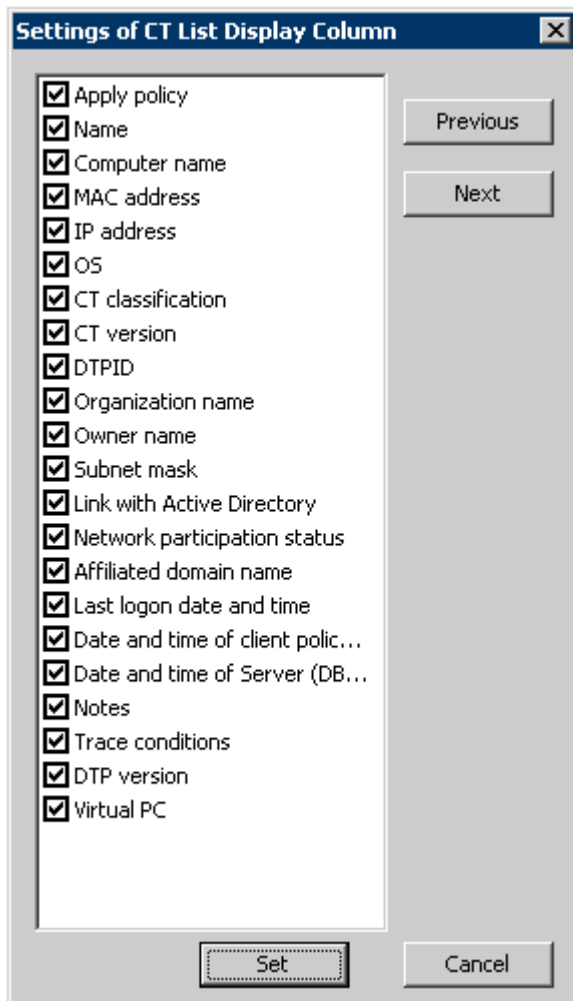 Settings of CT List Display Column
Apply policy
Name
Computer name
MAC address
IP address
OS
CT classification
CT version
DTPID
Organization name
Owner name
Subnet mask
Link with Active Directory
Network participation status
Affiliated domain name
Last logon date and time
Date and time of client polic...
Date and time of Server (DB...
Notes
Trace conditions
DTP version
Virtual PC
Previous
Next
Set
Cancel